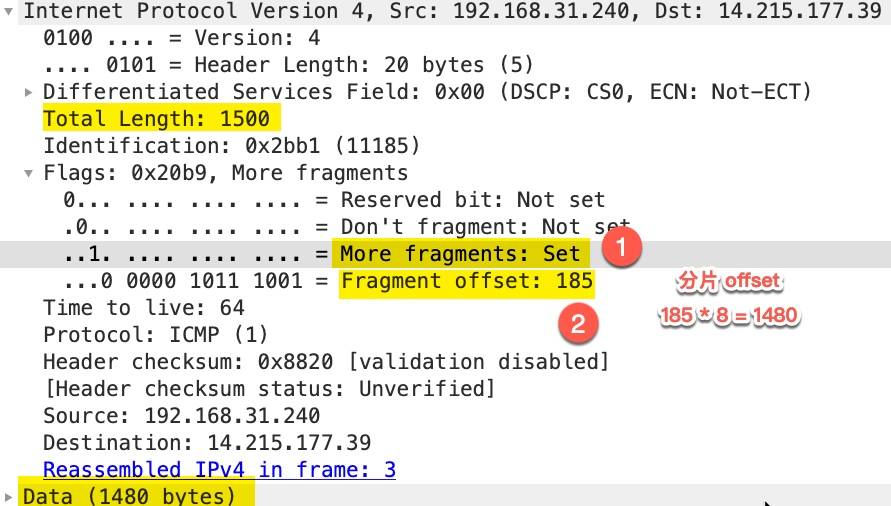 Internet Protocol Version 4, Src: 192.168.31.240, Dst: 14.215.177.39
0100 .... = Version: 4
.... 0101 = Header Length: 20 bytes (5)
Differentiated Services Field: 0x00 (DSCP: CS0, ECN: Not-ECT)
Total Length: 1500
Identification: 0x2bb1 (11185)
Flags: 0x20b9, More fragments
0... .... .... .... = Reserved bit: Not set
.0.. .... .... .... = Don't fragment: Not set
..1. .... .... .... = More fragments: Set
1
...0 0000 1011 1001 = Fragment offset: 185
分片 offset
Time to live: 64
2
185 * 8 = 1480
Protocol: ICMP (1)
Header checksum: 0x8820 [validation disabled]
[Header checksum status: Unverified]
Source: 192.168.31.240
Destination: 14.215.177.39
Reassembled IPv4 in frame: 3
Data (1480 bytes)